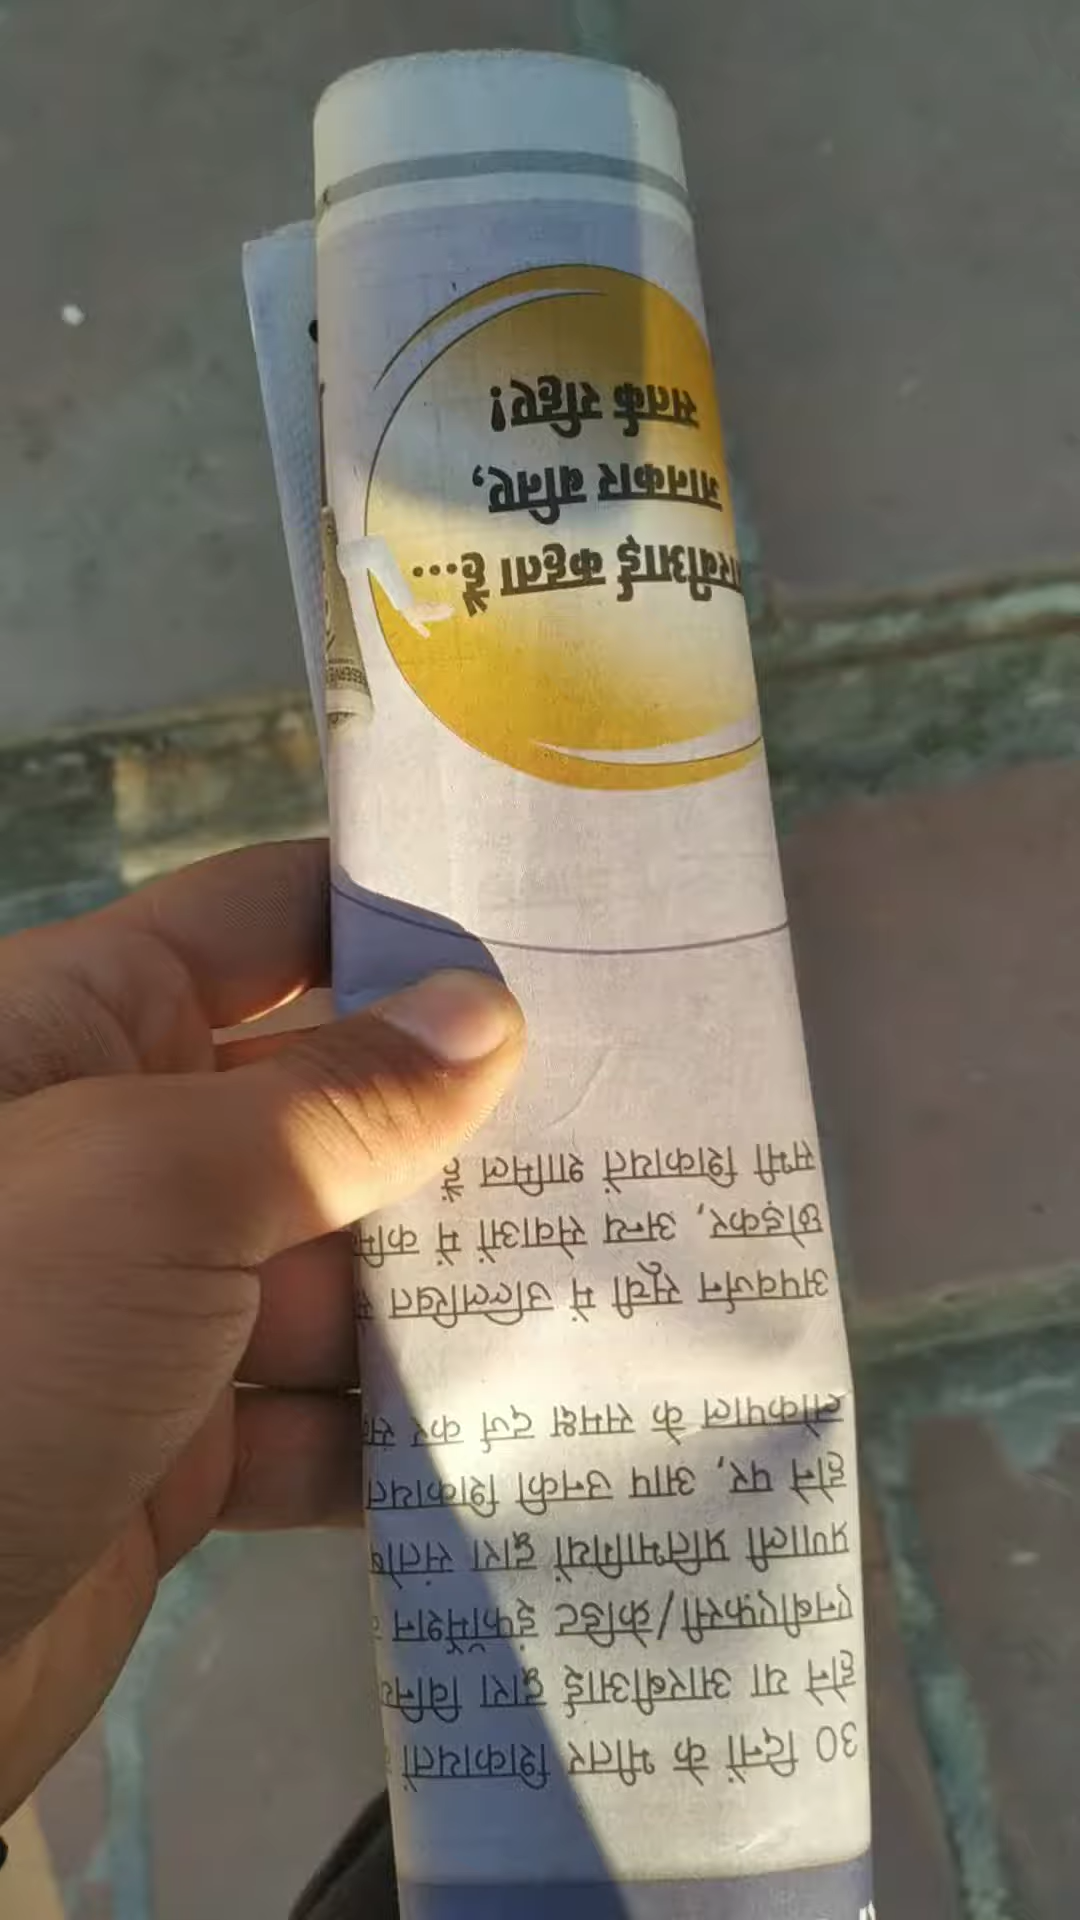 30 दिनों के भीतर शिकायतों
होने या आरबीआई द्वारा
एनबीएफसी/क्रेडिट इंफॉर्मेशन
प्रणाली प्रतिभागियों द्वारा
होने पर, आप उनकी शिकायत
लोकपाल के समक्ष दर्ज कर
अपवर्जन सूची में उल्लिखित
छोड़कर, अन्य सेवाओं में
सभी शिकायतें शामिल हैं
कहता है...
जानकार बनिए,
सतर्क रहिए!